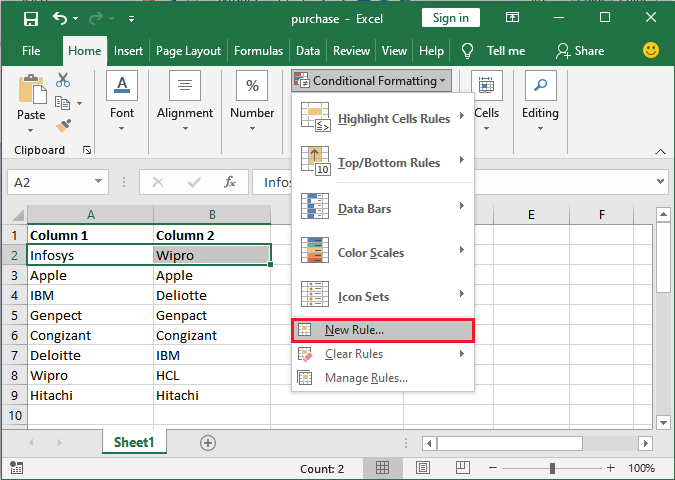 purchase - Excel
Sign in
File Home Insert Page Layout Formulas Data Review View Help Tell me Share
Paste
Clipboard
A
Font
Alignment
%
Number
Conditional Formatting
Cells
Editing
Highlight Cells Rules
Top/Bottom Rules
10
Data Bars
Color Scales
Icon Sets
New Rule...
Clear Rules
Manage Rules...
A2 fx Infos
A B E F
1 Column 1 Column 2
2 Infosys Wipro
3 Apple Apple
4 IBM Deliotte
5 Genpect Genpact
6 Congizant Congizant
7 Deloitte IBM
8 Wipro HCL
9 Hitachi Hitachi
10
Sheet1
Count: 2 100%